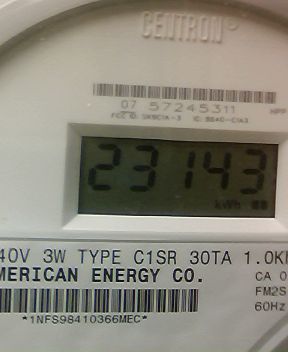 CENTRON
07 57245311
23143
kWh
40V 3W TYPE C1SR 30TA 1.0K
MERICAN ENERGY CO.
CA 0
FM2S
60Hz
*1NFS98410366MEC*